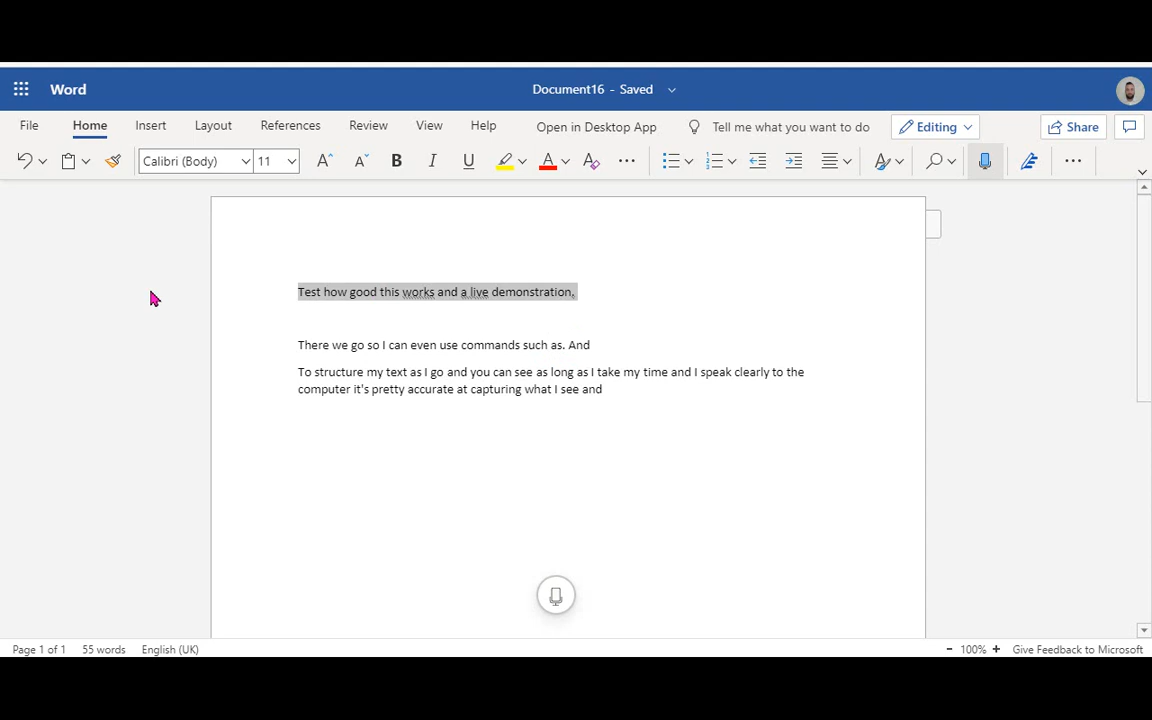 Word
Document16 - Saved
File Home Insert Layout References Review View Help Open in Desktop App Tell me what you want to do Editing Share
Calibri (Body) 11
Test how good this works and a live demonstration,
There we go so I can even use commands such as. And
To structure my text as I go and you can see as long as I take my time and I speak clearly to the
computer it's pretty accurate at capturing what I see and
Page 1 of 1 55 words English (UK) - 100% + Give Feedback to Microsoft